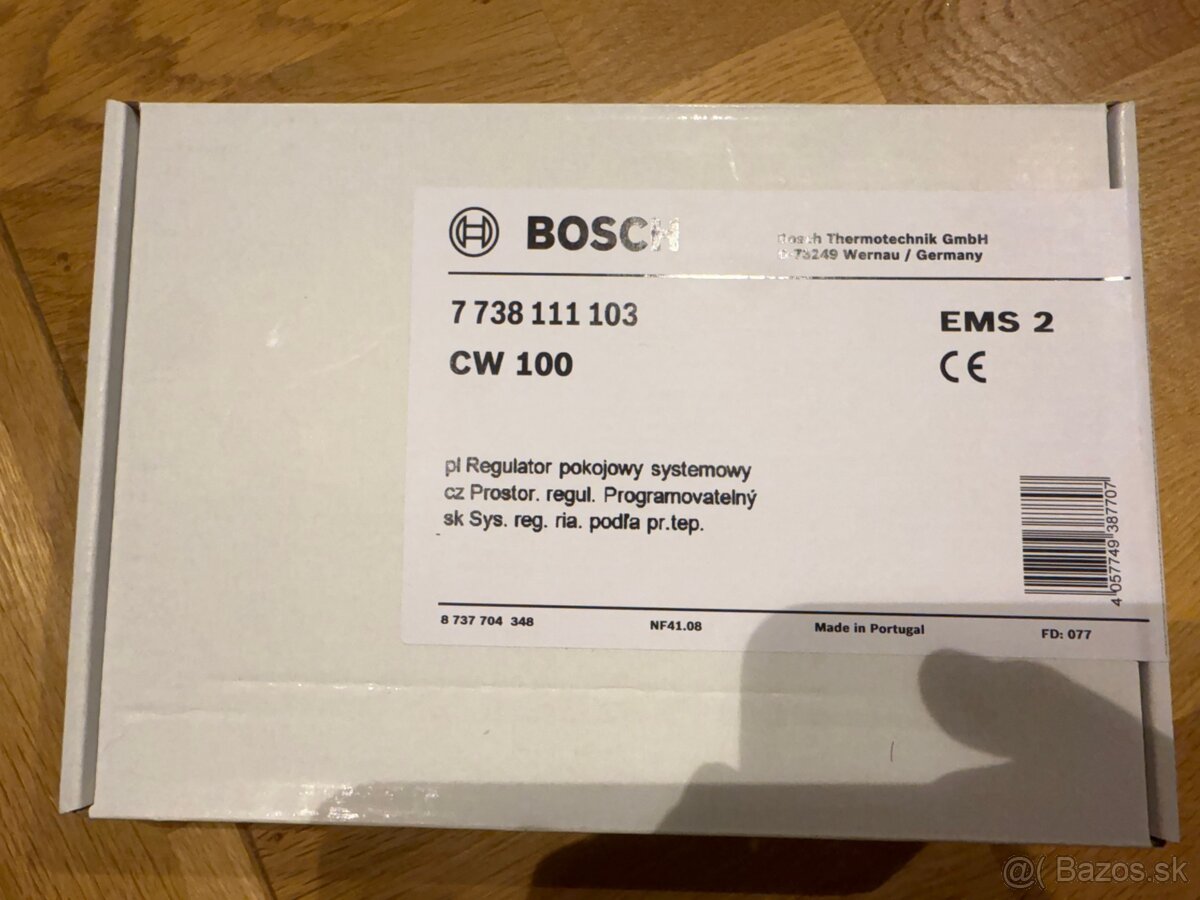 BOSCH
Bosch Thermotechnik GmbH
D-73249 Wernau / Germany
7 738 111 103
EMS 2
CW 100
CE
pl Regulator pokojowy systemowy
cz Prostor. regul. Programovatelný
sk Sys. reg. ria. podľa pr.tep.
4 057749 387707
8 737 704 348
NF41.08
Made in Portugal
FD: 077
@( Bazos.sk